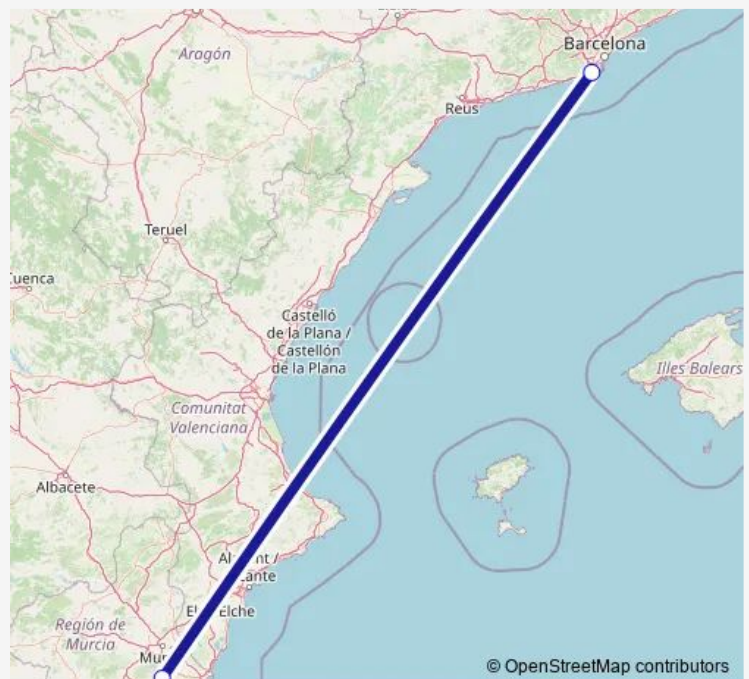 Barcelona
Aragón
Reus
Teruel
Castelló
de la Plana /
Castellón
de la Plana
Illes Balears
Comunitat
Valenciana
Albacete
Elche
Región de
Murcia
© OpenStreetMap contributors